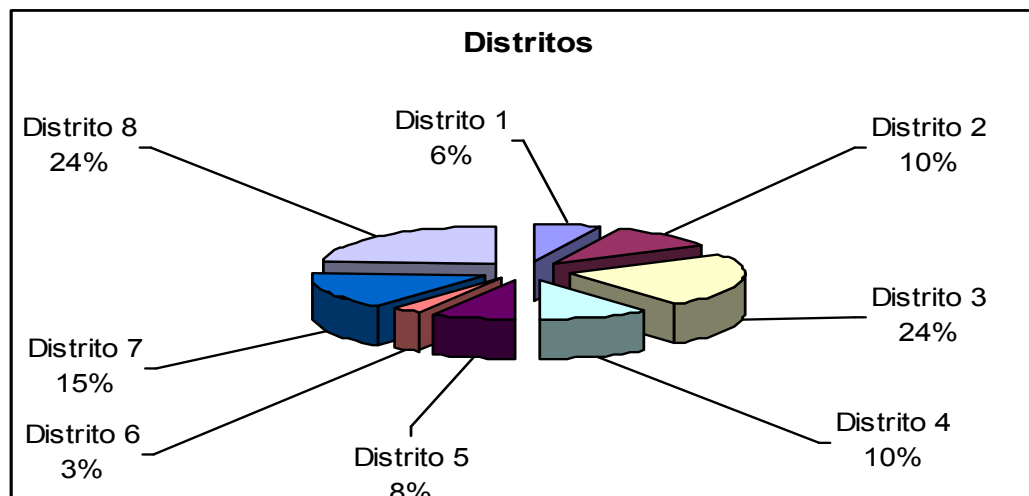 Distritos
Distrito 1
6%
Distrito 2
10%
Distrito 3
24%
Distrito 4
10%
Distrito 5
8%
Distrito 6
3%
Distrito 7
15%
Distrito 8
24%